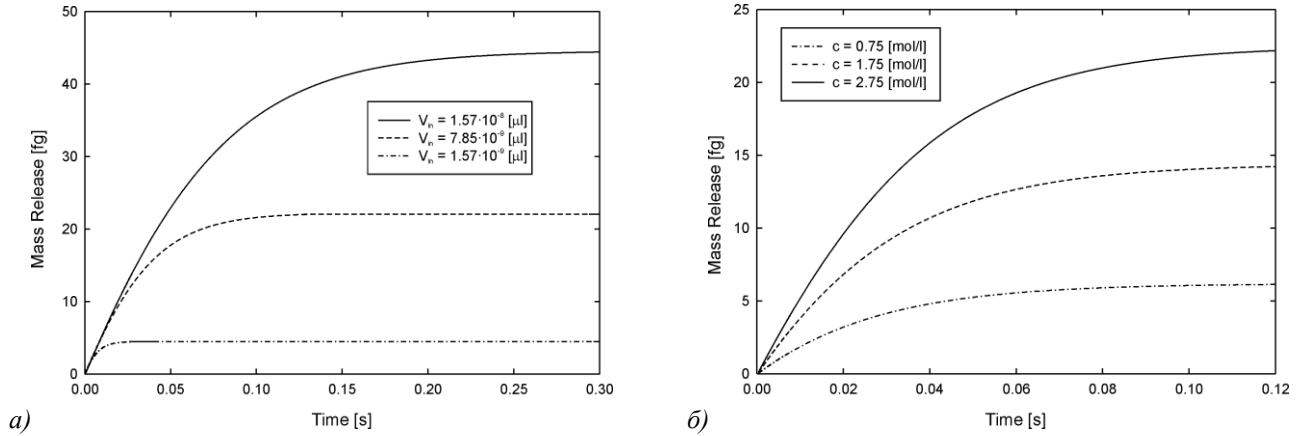 50
40
30
20
10
0
Mass Release [fg]
V_in = 1.57·10^-8 [μl]
V_in = 7.85·10^-9 [μl]
V_in = 1.57·10^-9 [μl]
0.00 0.05 0.10 0.15 0.20 0.25 0.30
Time [s]
а)
25
20
15
10
5
0
Mass Release [fg]
c = 0.75 [mol/l]
c = 1.75 [mol/l]
c = 2.75 [mol/l]
0.00 0.02 0.04 0.06 0.08 0.10 0.12
Time [s]
б)